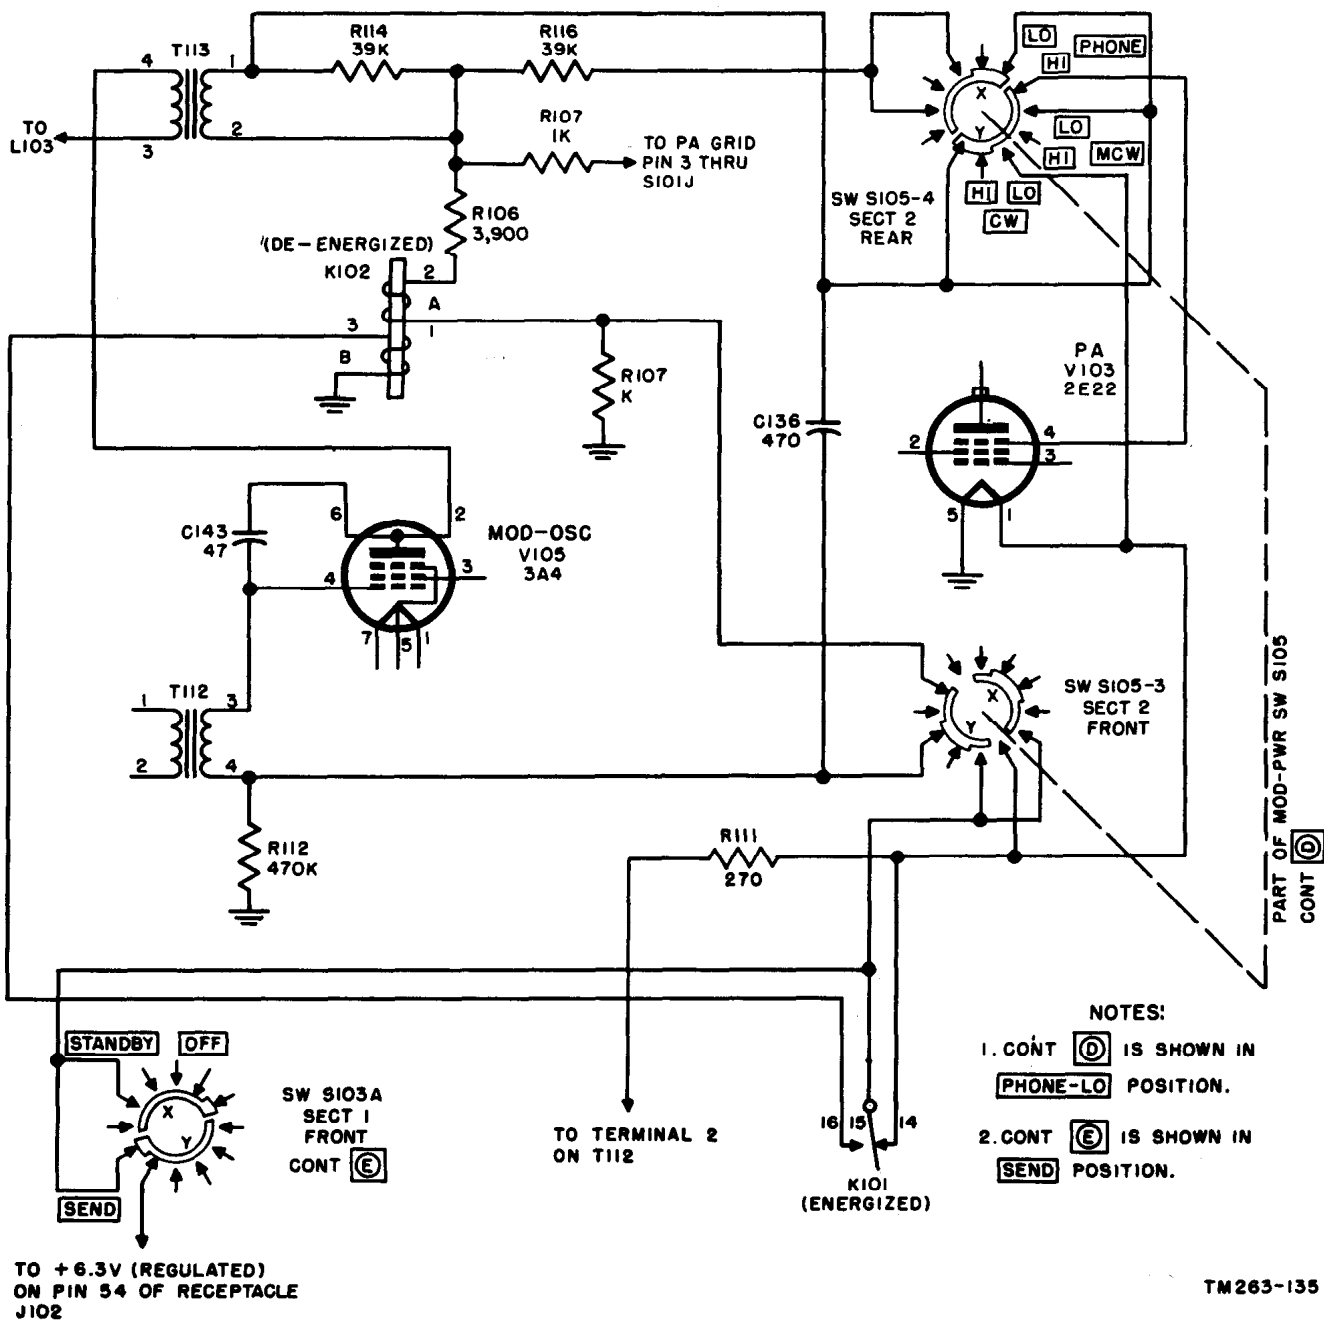 T113
4
1
2
3
TO
L103
R114
39K
R116
39K
R107
1K
TO PA GRID
PIN 3 THRU
S101J
R106
3,900
(DE-ENERGIZED)
K102
2
A
1
3
B
R107
K
LO
PHONE
HI
X
Y
LO
HI
MCW
HI
LO
CW
SW S105-4
SECT 2
REAR
PA
V103
2E22
2
4
3
5
1
C136
470
C143
47
6
2
4
3
7
5
1
MOD-OSC
V105
3A4
T112
1
3
2
4
R112
470K
X
Y
SW S105-3
SECT 2
FRONT
R111
270
PART OF MOD-PWR SW S105
CONT D
STANDBY
OFF
X
Y
SEND
SW S103A
SECT 1
FRONT
CONT E
TO TERMINAL 2
ON T112
16
15
14
K101
(ENERGIZED)
NOTES:
1. CONT D IS SHOWN IN
PHONE-LO POSITION.
2. CONT E IS SHOWN IN
SEND POSITION.
TO +6.3V (REGULATED)
ON PIN 54 OF RECEPTACLE
J102
TM263-135